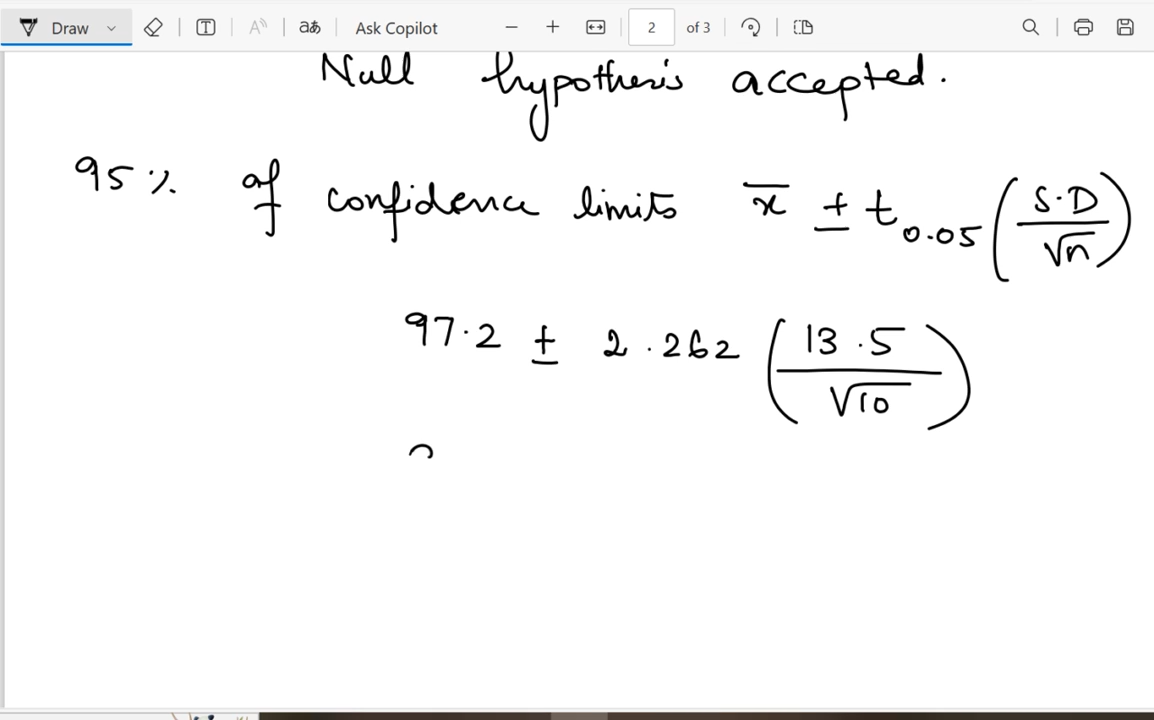 Draw
Ask Copilot
2 of 3
Null hypothesis accepted.
95% of confidence limits x̄ ± t₀.₀₅ (S.D / √n)
97.2 ± 2.262 (13.5 / √10)